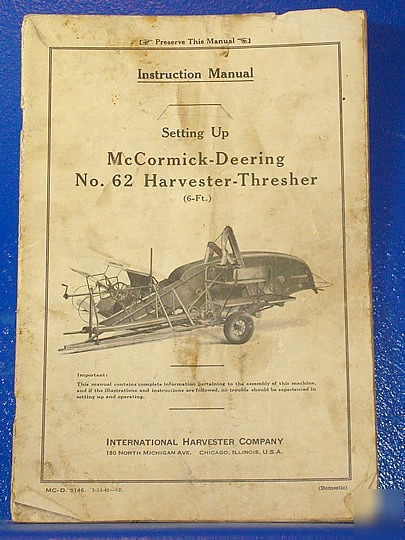 [☞ Preserve This Manual ☜]
Instruction Manual
Setting Up
McCormick-Deering
No. 62 Harvester-Thresher
(6-Ft.)
Important:
This manual contains complete information pertaining to the assembly of this machine,
and if the illustrations and instructions are followed, no trouble should be experienced in
setting up and operating.
INTERNATIONAL HARVESTER COMPANY
180 NORTH MICHIGAN AVE. CHICAGO, ILLINOIS, U.S.A.
MC-D. 5146.
(Domestic)